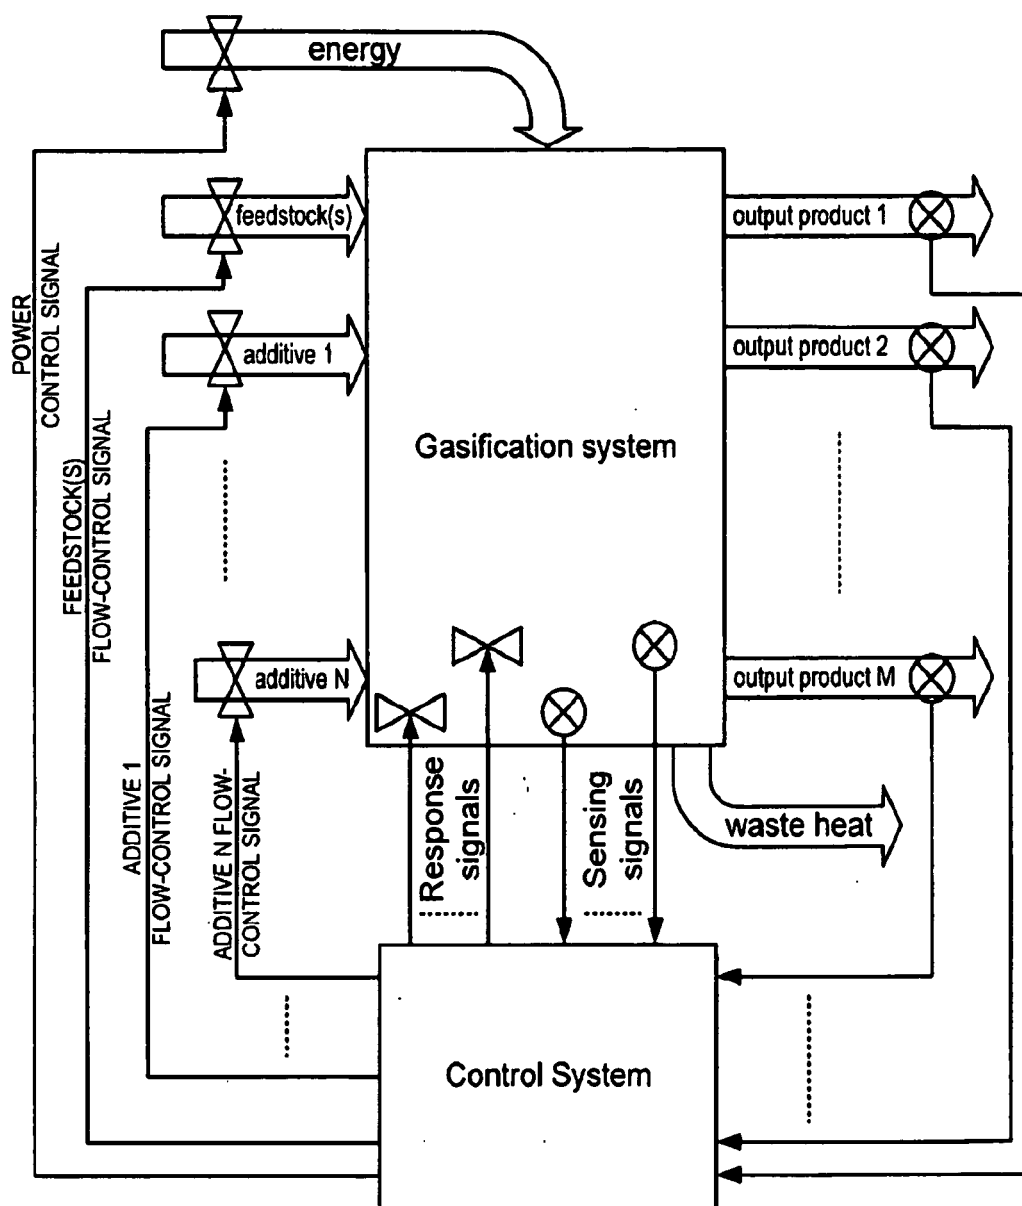 energy
feedstock(s)
output product 1
POWER
CONTROL SIGNAL
additive 1
output product 2
Gasification system
FEEDSTOCK(S)
FLOW-CONTROL SIGNAL
additive N
output product M
ADDITIVE 1
FLOW-CONTROL SIGNAL
ADDITIVE N FLOW-
CONTROL SIGNAL
Response
signals
Sensing
signals
waste heat
Control System